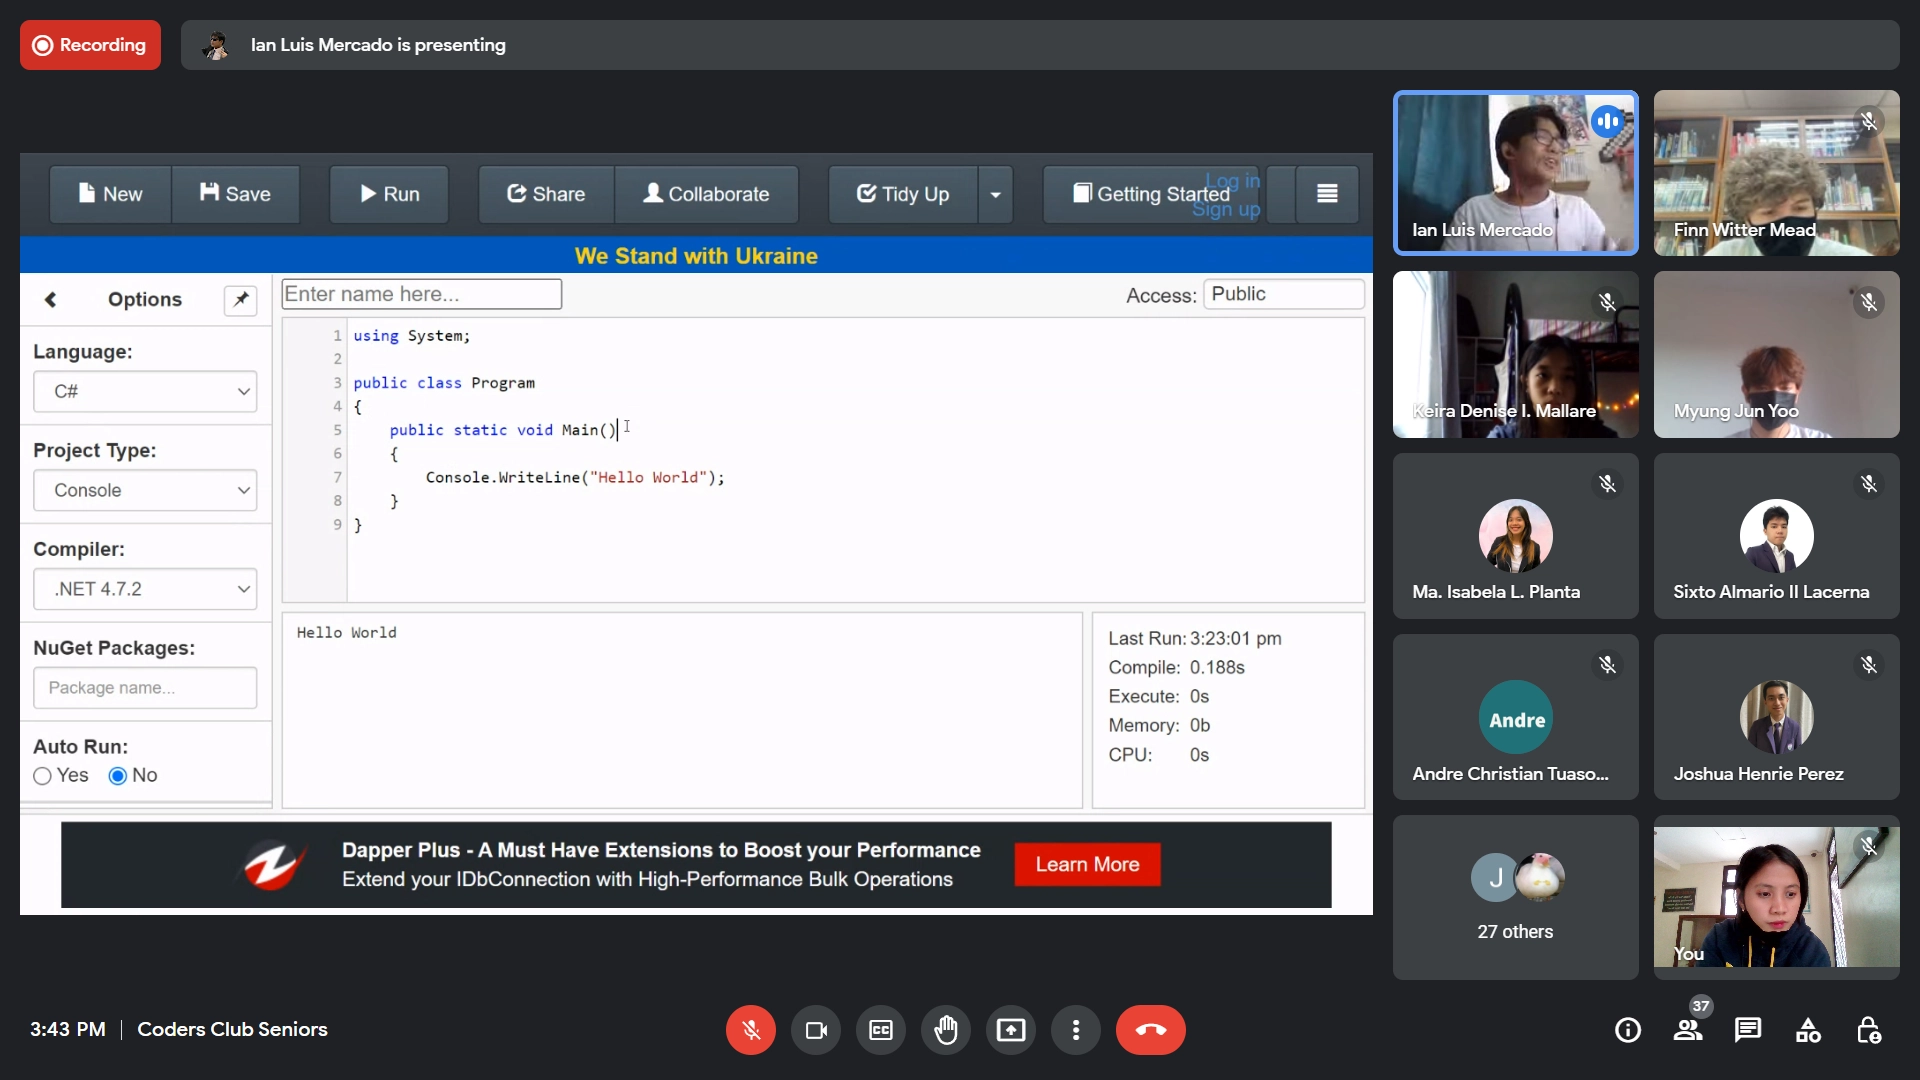 Recording
Ian Luis Mercado is presenting
New
Save
Run
Share
Collaborate
Tidy Up
Getting Started
Log in
Sign up
We Stand with Ukraine
Options
Enter name here...
Access:
Public
Language:
C#
Project Type:
Console
Compiler:
.NET 4.7.2
NuGet Packages:
Package name...
Auto Run:
Yes
No
1 using System;
2
3 public class Program
4 {
5 public static void Main()
6 {
7 Console.WriteLine("Hello World");
8 }
9 }
Hello World
Last Run: 3:23:01 pm
Compile: 0.188s
Execute: 0s
Memory: 0b
CPU: 0s
Dapper Plus - A Must Have Extensions to Boost your Performance
Extend your IDbConnection with High-Performance Bulk Operations
Learn More
Ian Luis Mercado
Finn Witter Mead
Keira Denise I. Mallare
Myung Jun Yoo
Ma. Isabela L. Planta
Sixto Almario II Lacerna
Andre
Andre Christian Tuaso...
Joshua Henrie Perez
J
27 others
You
3:43 PM
Coders Club Seniors
CC
37